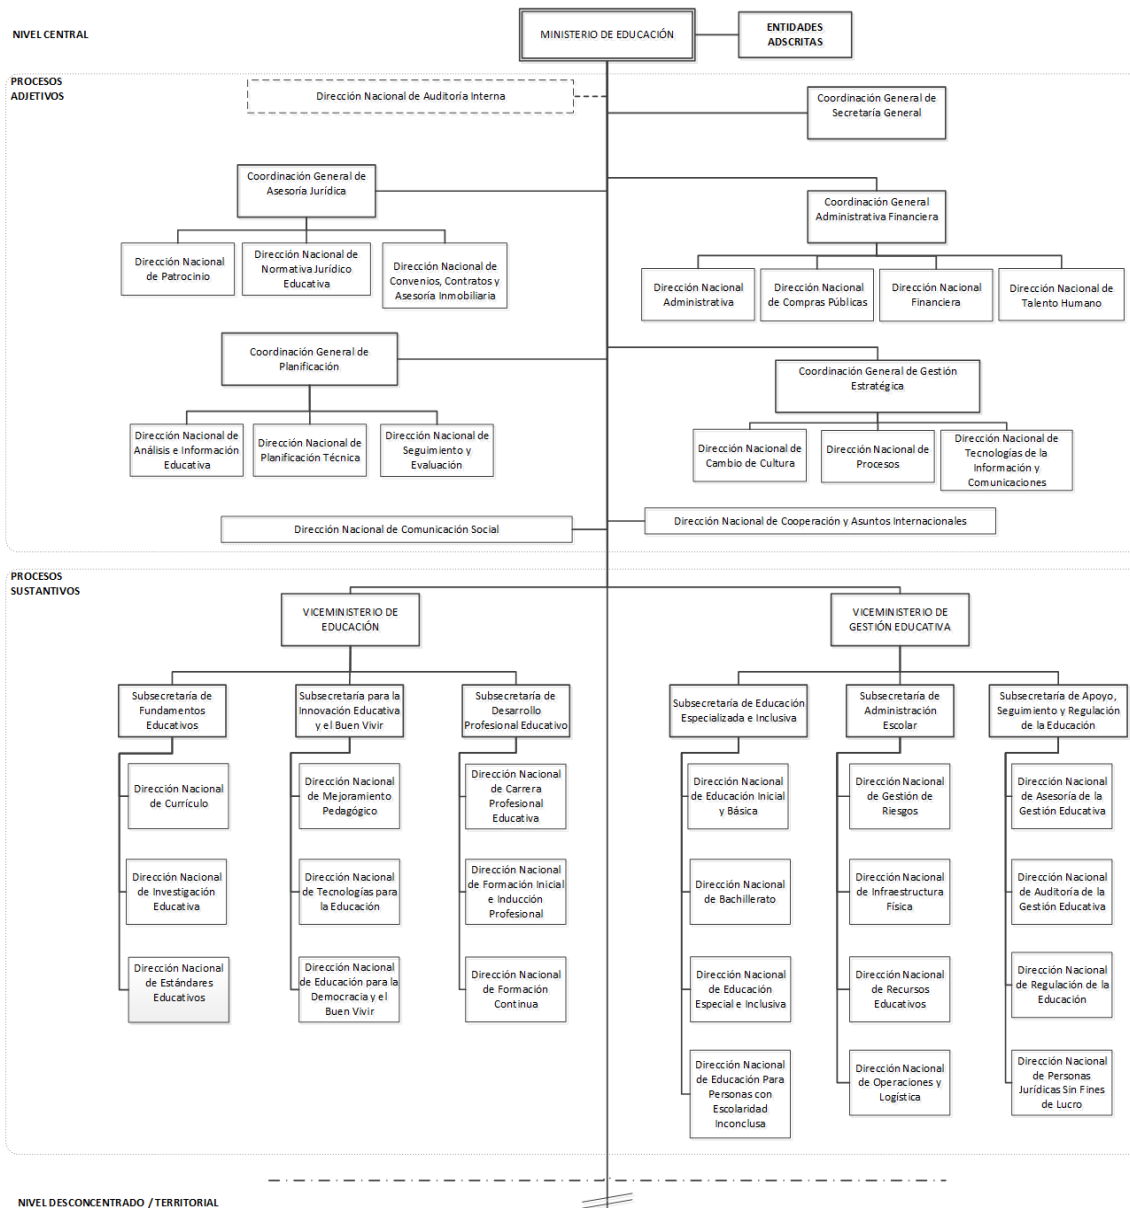 NIVEL CENTRAL
MINISTERIO DE EDUCACIÓN
ENTIDADES
ADSCRITAS
PROCESOS
ADJETIVOS
Dirección Nacional de Auditoría Interna
Coordinación General de
Secretaría General
Coordinación General de
Asesoría Jurídica
Coordinación General
Administrativa Financiera
Dirección Nacional
de Patrocinio
Dirección Nacional de
Normativa Jurídico
Educativa
Dirección Nacional de
Convenios, Contratos y
Asesoría Inmobiliaria
Dirección Nacional
Administrativa
Dirección Nacional
de Compras Públicas
Dirección Nacional
Financiera
Dirección Nacional de
Talento Humano
Coordinación General de
Planificación
Coordinación General de Gestión
Estratégica
Dirección Nacional de
Análisis e Información
Educativa
Dirección Nacional de
Planificación Técnica
Dirección Nacional de
Seguimiento y
Evaluación
Dirección Nacional de
Cambio de Cultura
Dirección Nacional de
Procesos
Dirección Nacional de
Tecnologías de la
Información y
Comunicaciones
Dirección Nacional de Comunicación Social
Dirección Nacional de Cooperación y Asuntos Internacionales
PROCESOS
SUSTANTIVOS
VICEMINISTERIO DE
EDUCACIÓN
VICEMINISTERIO DE
GESTIÓN EDUCATIVA
Subsecretaría de
Fundamentos
Educativos
Subsecretaría para la
Innovación Educativa
y el Buen Vivir
Subsecretaría de
Desarrollo
Profesional Educativo
Subsecretaría de Educación
Especializada e Inclusiva
Subsecretaría de
Administración
Escolar
Subsecretaría de Apoyo,
Seguimiento y Regulación
de la Educación
Dirección Nacional
de Currículo
Dirección Nacional
de Mejoramiento
Pedagógico
Dirección Nacional
de Carrera
Profesional
Educativa
Dirección Nacional
de Educación Inicial
y Básica
Dirección Nacional
de Gestión de
Riesgos
Dirección Nacional
de Asesoría de la
Gestión Educativa
Dirección Nacional
de Investigación
Educativa
Dirección Nacional
de Tecnologías para
la Educación
Dirección Nacional
de Formación Inicial
e Inducción
Profesional
Dirección Nacional
de Bachillerato
Dirección Nacional
de Infraestructura
Física
Dirección Nacional
de Auditoría de la
Gestión Educativa
Dirección Nacional
de Estándares
Educativos
Dirección Nacional
de Educación para la
Democracia y el
Buen Vivir
Dirección Nacional
de Formación
Continua
Dirección Nacional
de Educación
Especial e Inclusiva
Dirección Nacional
de Recursos
Educativos
Dirección Nacional
de Regulación de la
Educación
Dirección Nacional
de Educación Para
Personas con
Escolaridad
Inconclusa
Dirección Nacional
de Operaciones y
Logística
Dirección Nacional
de Personas
Jurídicas Sin Fines
de Lucro
NIVEL DESCONCENTRADO / TERRITORIAL